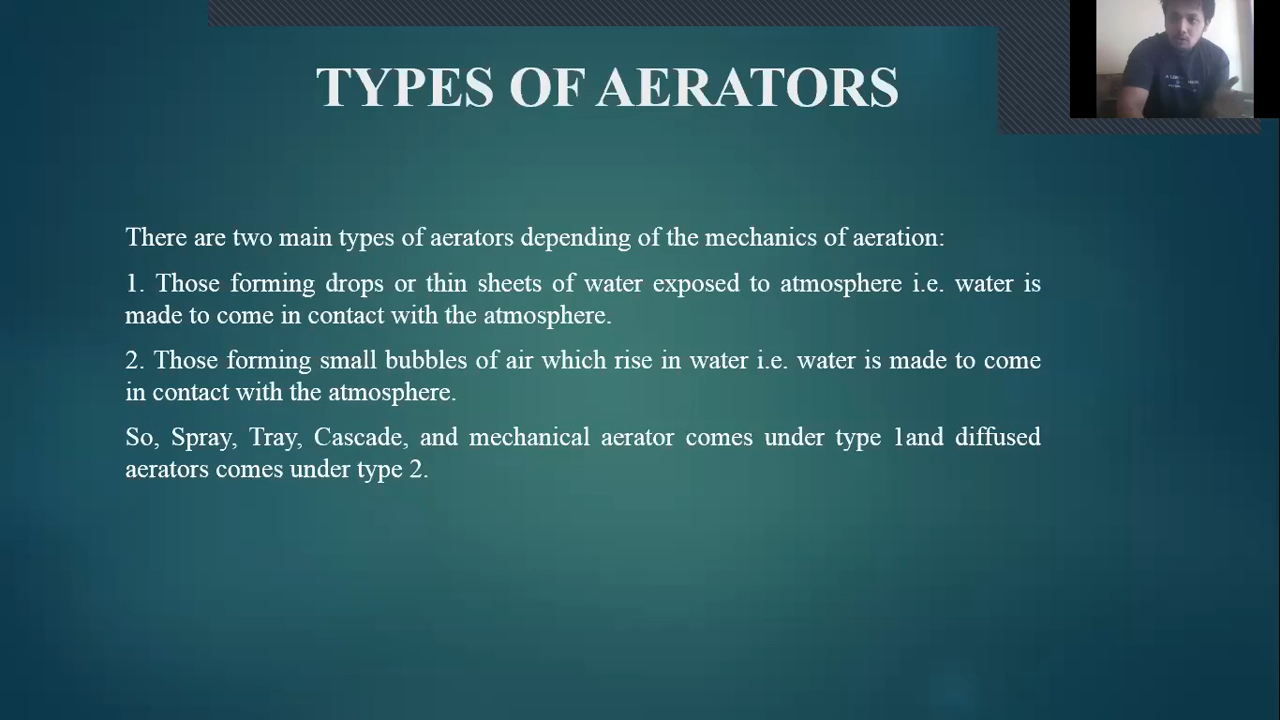 TYPES OF AERATORS
There are two main types of aerators depending of the mechanics of aeration:
1. Those forming drops or thin sheets of water exposed to atmosphere i.e. water is
made to come in contact with the atmosphere.
2. Those forming small bubbles of air which rise in water i.e. water is made to come
in contact with the atmosphere.
So, Spray, Tray, Cascade, and mechanical aerator comes under type 1and diffused
aerators comes under type 2.